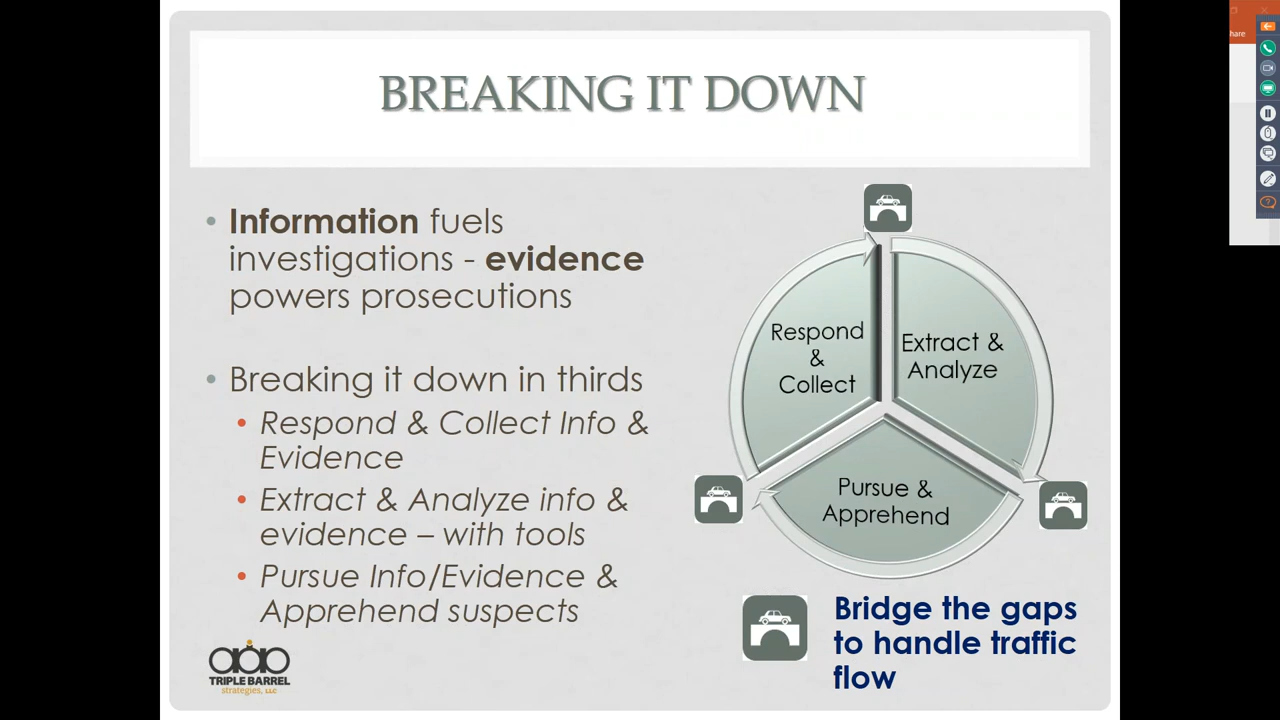 BREAKING IT DOWN
hare
• Information fuels
investigations - evidence
powers prosecutions
• Breaking it down in thirds
• Respond & Collect Info &
Evidence
• Extract & Analyze info &
evidence – with tools
• Pursue Info/Evidence &
Apprehend suspects
Respond
&
Collect
Extract &
Analyze
Pursue &
Apprehend
Bridge the gaps
to handle traffic
flow
TRIPLE BARREL
strategies, LLC